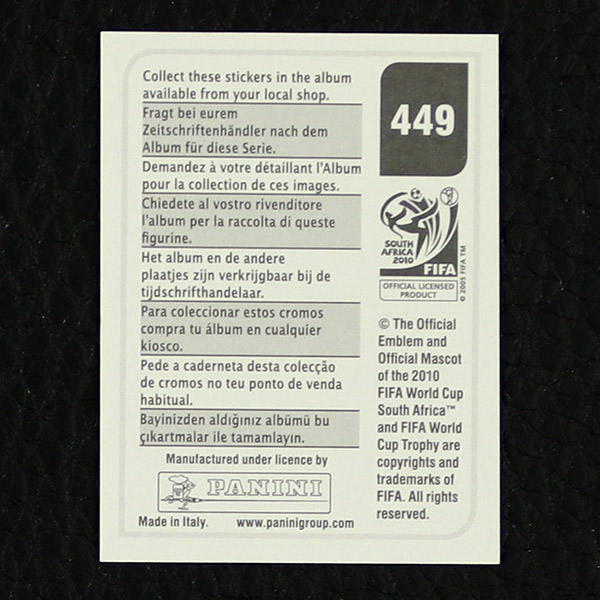 Collect these stickers in the album
available from your local shop.
Fragt bei eurem
Zeitschriftenhändler nach dem
Album für diese Serie.
Demandez à votre détaillant l'Album
pour la collection de ces images.
Chiedete al vostro rivenditore
l'album per la raccolta di queste
figurine.
Het album en de andere
plaatjes zijn verkrijgbaar bij de
tijdschrifthandelaar.
Para coleccionar estos cromos
compra tu álbum en cualquier
kiosco.
Pede a caderneta desta colecção
de cromos no teu ponto de venda
habitual.
Bayinizden aldığınız albümü bu
çıkartmalar ile tamamlayın.
Manufactured under licence by
PANINI
Made in Italy. www.paninigroup.com
449
SOUTH
AFRICA
2010
FIFA
© 2005 FIFA TM
OFFICIAL LICENSED
PRODUCT
© The Official
Emblem and
Official Mascot
of the 2010
FIFA World Cup
South Africa™
and FIFA World
Cup Trophy are
copyrights and
trademarks of
FIFA. All rights
reserved.